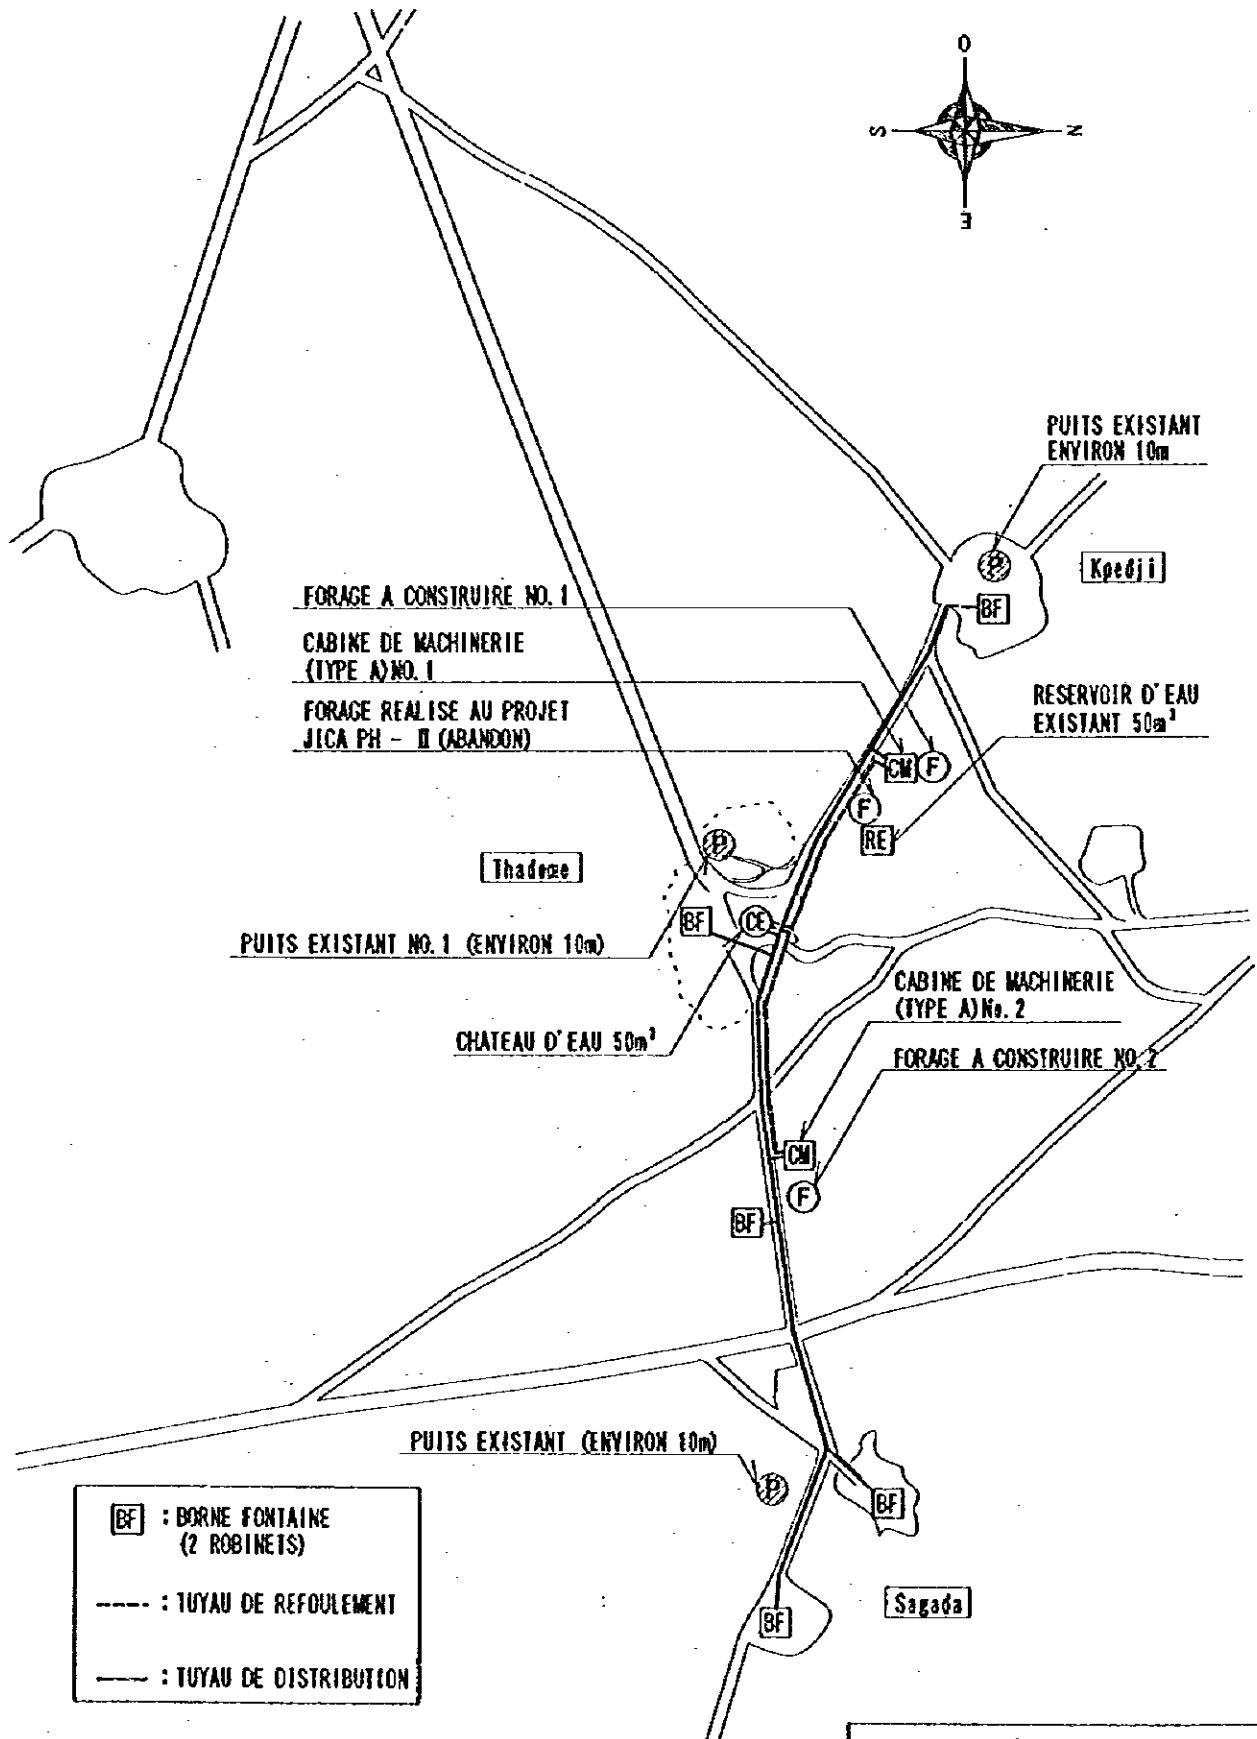 O
S
N
E
PUITS EXISTANT
ENVIRON 10m
P
Kpedji
BF
FORAGE A CONSTRUIRE NO. 1
CABINE DE MACHINERIE
(TYPE A)NO. 1
FORAGE REALISE AU PROJET
JICA PH - II (ABANDON)
RESERVOIR D'EAU
EXISTANT 50m³
CM
F
F
RE
P
Thademe
BF
CE
PUITS EXISTANT NO. 1 (ENVIRON 10m)
CABINE DE MACHINERIE
(TYPE A)No. 2
CHATEAU D'EAU 50m³
FORAGE A CONSTRUIRE NO. 2
CM
F
BF
PUITS EXISTANT (ENVIRON 10m)
P
BF
BF : BORNE FONTAINE
(2 ROBINETS)
---- : TUYAU DE REFOULEMENT
—— : TUYAU DE DISTRIBUTION
Sagada
BF